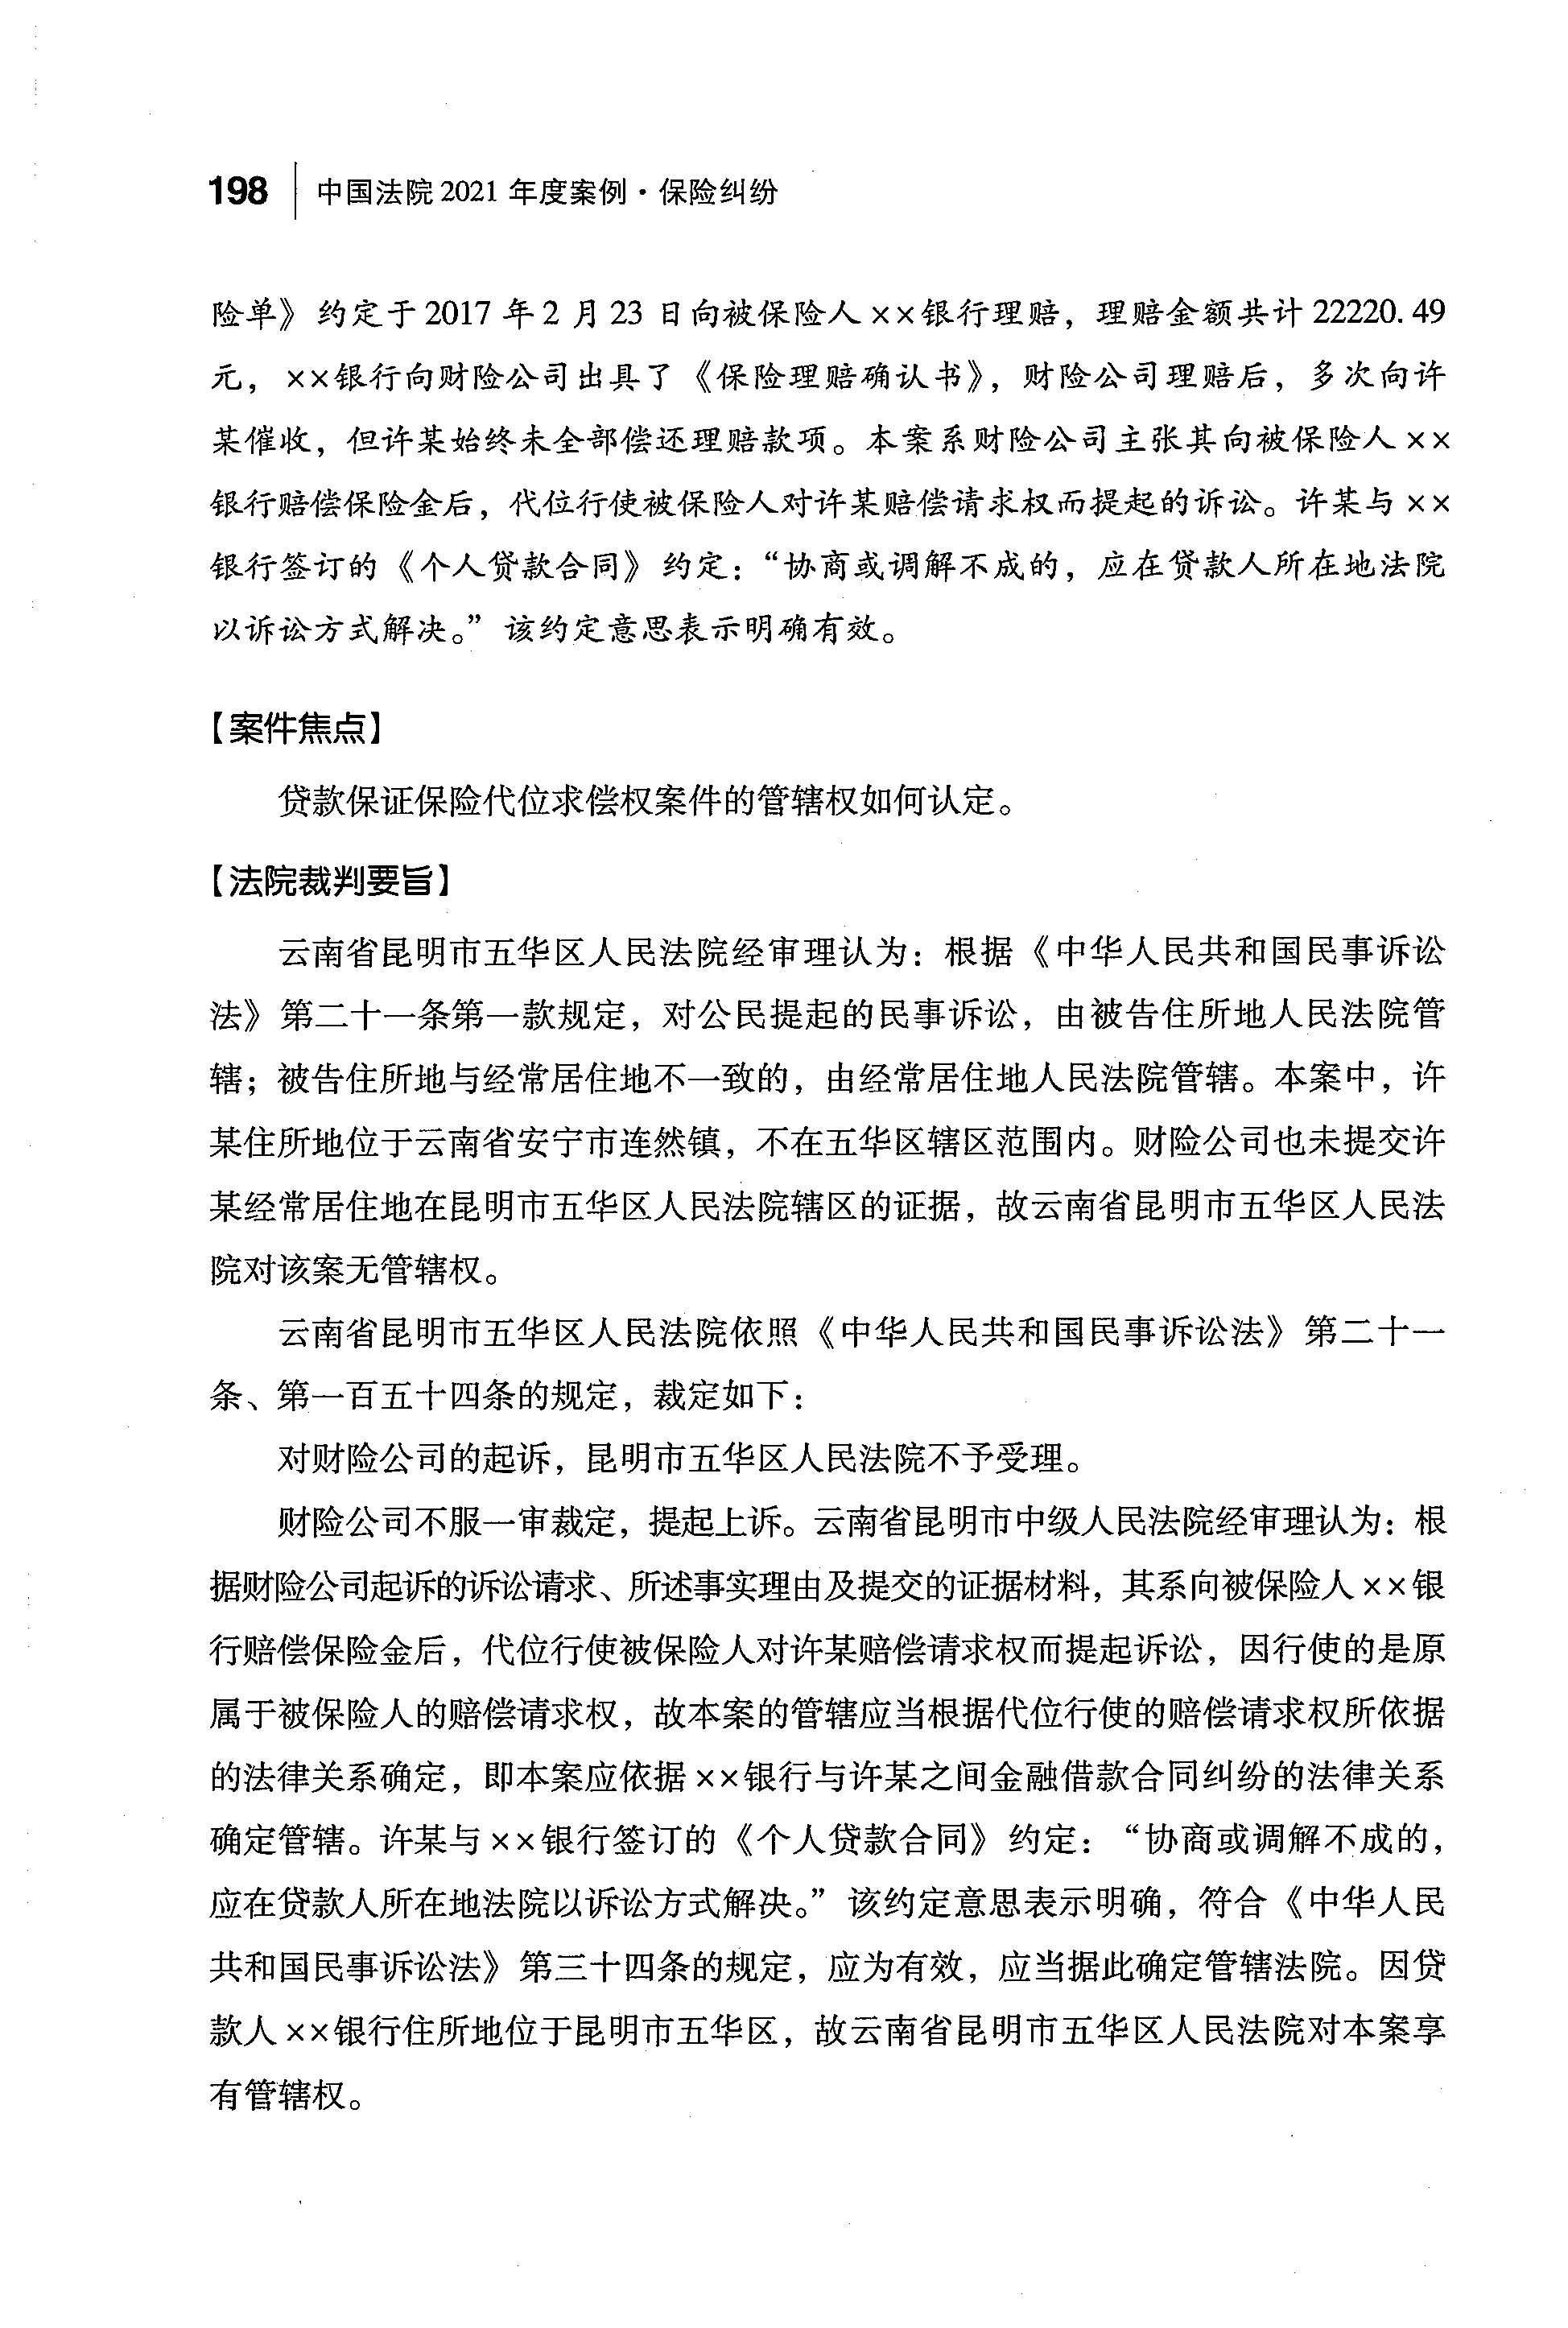 198 中国法院2021年度案例·保险纠纷
险单》约定于2017年2月23日向被保险人××银行理赔，理赔金额共计22220.49
元，××银行向财险公司出具了《保险理赔确认书》，财险公司理赔后，多次向许
某催收，但许某始终未全部偿还理赔款项。本案系财险公司主张其向被保险人××
银行赔偿保险金后，代位行使被保险人对许某赔偿请求权而提起的诉讼。许某与××
银行签订的《个人贷款合同》约定：“协商或调解不成的，应在贷款人所在地法院
以诉讼方式解决。”该约定意思表示明确有效。
【案件焦点】
贷款保证保险代位求偿权案件的管辖权如何认定。
【法院裁判要旨】
云南省昆明市五华区人民法院经审理认为：根据《中华人民共和国民事诉讼
法》第二十一条第一款规定，对公民提起的民事诉讼，由被告住所地人民法院管
辖；被告住所地与经常居住地不一致的，由经常居住地人民法院管辖。本案中，许
某住所地位于云南省安宁市连然镇，不在五华区辖区范围内。财险公司也未提交许
某经常居住地在昆明市五华区人民法院辖区的证据，故云南省昆明市五华区人民法
院对该案无管辖权。
云南省昆明市五华区人民法院依照《中华人民共和国民事诉讼法》第二十一
条、第一百五十四条的规定，裁定如下：
对财险公司的起诉，昆明市五华区人民法院不予受理。
财险公司不服一审裁定，提起上诉。云南省昆明市中级人民法院经审理认为：根
据财险公司起诉的诉讼请求、所述事实理由及提交的证据材料，其系向被保险人××银
行赔偿保险金后，代位行使被保险人对许某赔偿请求权而提起诉讼，因行使的是原
属于被保险人的赔偿请求权，故本案的管辖应当根据代位行使的赔偿请求权所依据
的法律关系确定，即本案应依据××银行与许某之间金融借款合同纠纷的法律关系
确定管辖。许某与××银行签订的《个人贷款合同》约定：“协商或调解不成的，
应在贷款人所在地法院以诉讼方式解决。”该约定意思表示明确，符合《中华人民
共和国民事诉讼法》第三十四条的规定，应为有效，应当据此确定管辖法院。因贷
款人××银行住所地位于昆明市五华区，故云南省昆明市五华区人民法院对本案享
有管辖权。